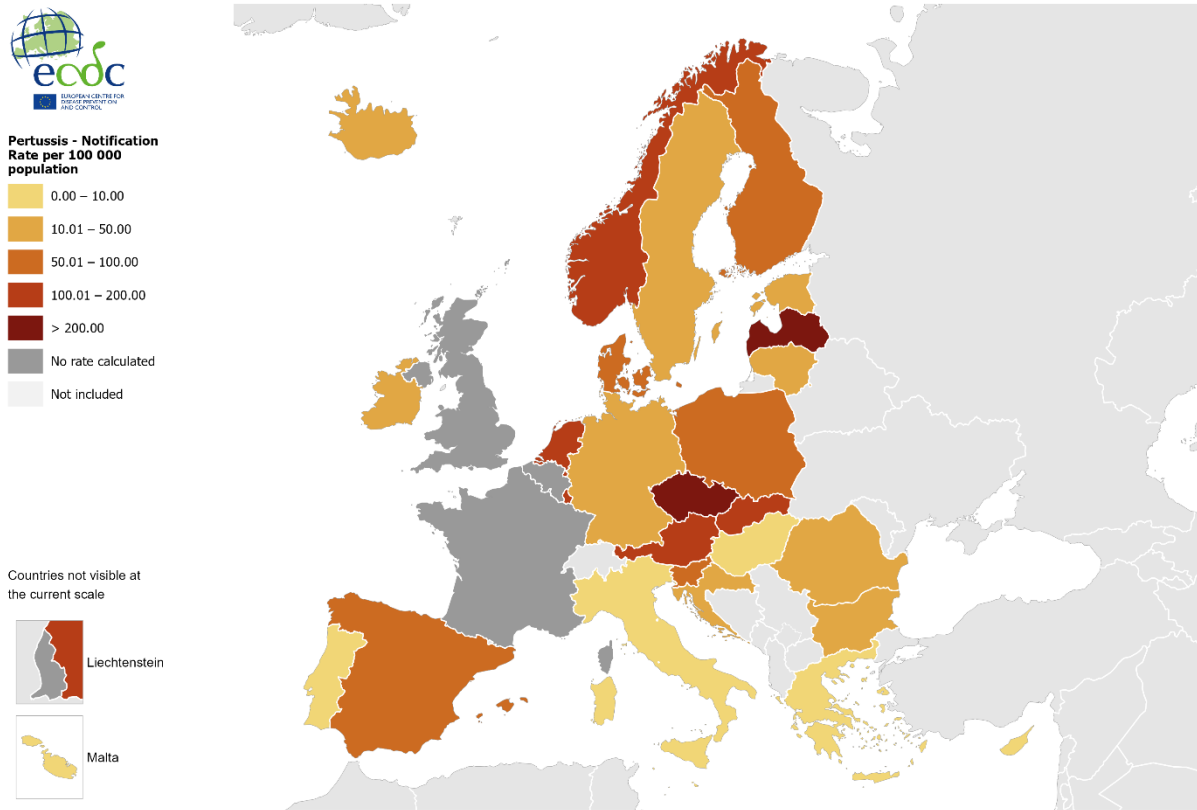 ecdc
EUROPEAN CENTRE FOR
DISEASE PREVENTION
AND CONTROL
Pertussis - Notification
Rate per 100 000
population
0.00 – 10.00
10.01 – 50.00
50.01 – 100.00
100.01 – 200.00
> 200.00
No rate calculated
Not included
Countries not visible at
the current scale
Liechtenstein
Malta